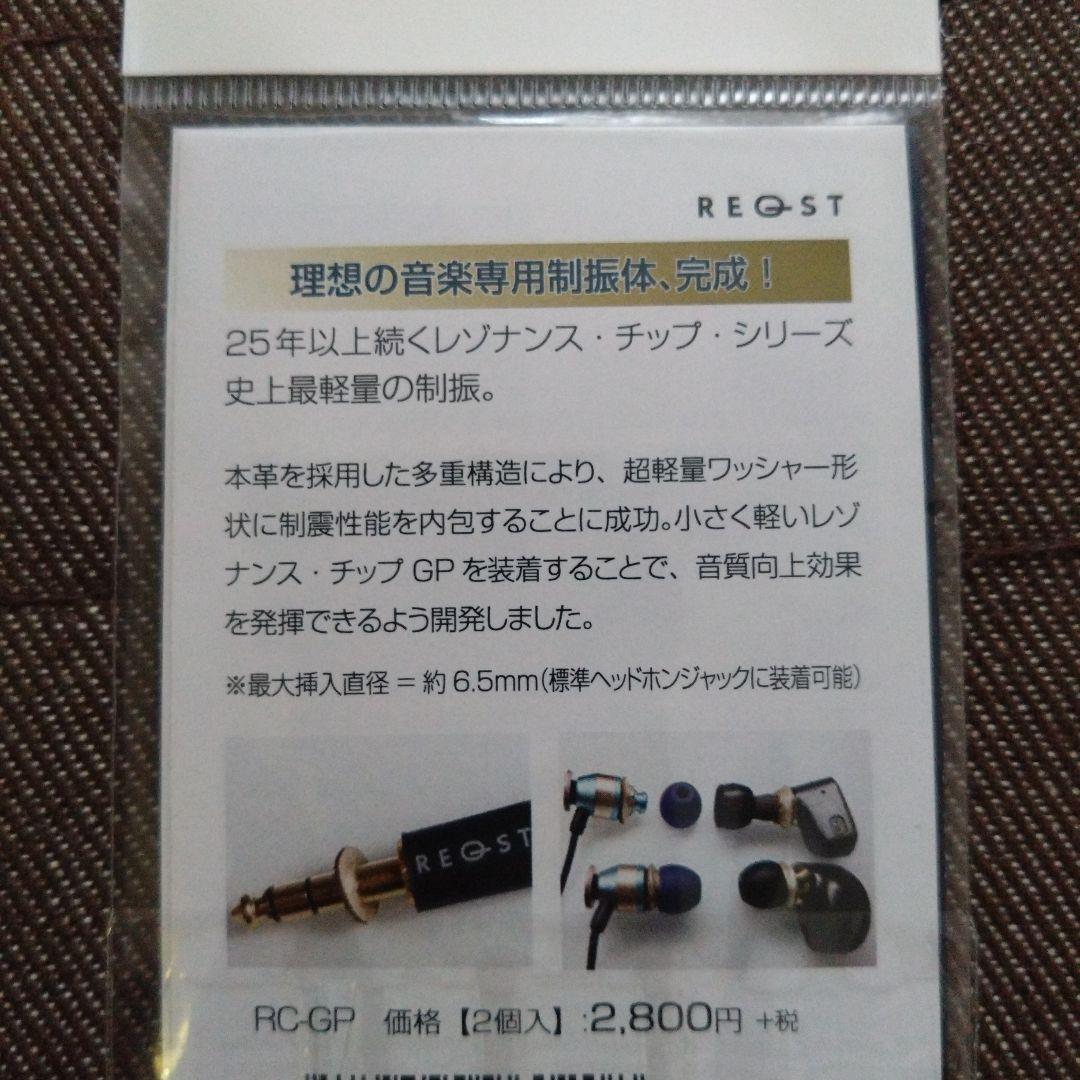 REQST
理想の音楽専用制振体、完成！
25年以上続くレゾナンス・チップ・シリーズ
史上最軽量の制振。
本革を採用した多重構造により、超軽量ワッシャー形
状に制震性能を内包することに成功。小さく軽いレゾ
ナンス・チップ GP を装着することで、音質向上効果
を発揮できるよう開発しました。
※最大挿入直径 = 約 6.5mm(標準ヘッドホンジャックに装着可能)
REQST
RC-GP 価格【2個入】:2,800円 +税